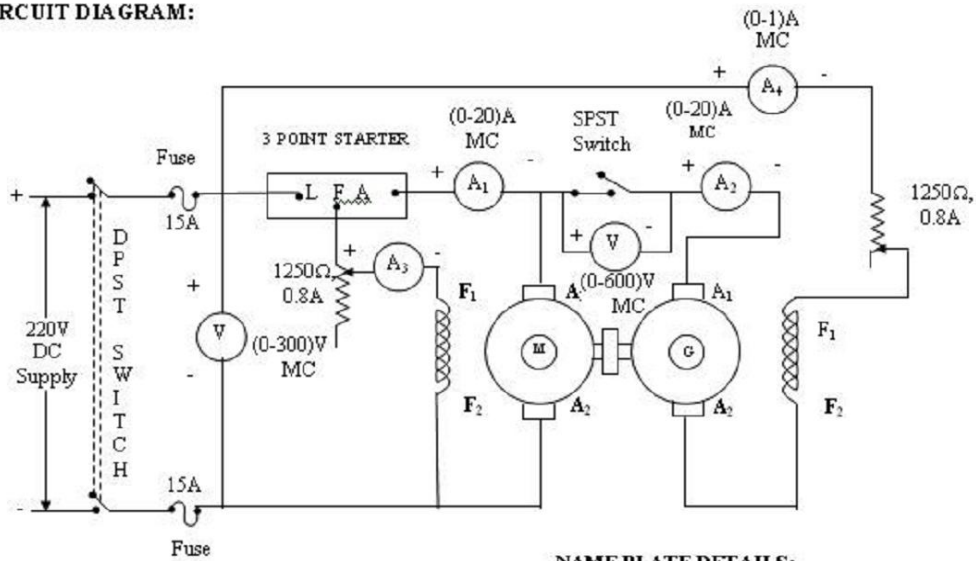 RCUIT DIAGRAM:
(0-1)A
MC
+ A4 -
(0-20)A
MC
SPST
Switch
(0-20)A
MC
3 POINT STARTER
Fuse
+
15A
L F A
+ A1 -
+ A2 -
1250Ω,
0.8A
DPST SWITCH
+
V
-
(0-300)V
MC
1250Ω,
0.8A
+ A3 -
+ V -
(0-600)V
MC
220V
DC
Supply
F1
F2
A
M
A2
A1
G
A2
F1
F2
15A
-
Fuse
NAME PLATE DETAILS: